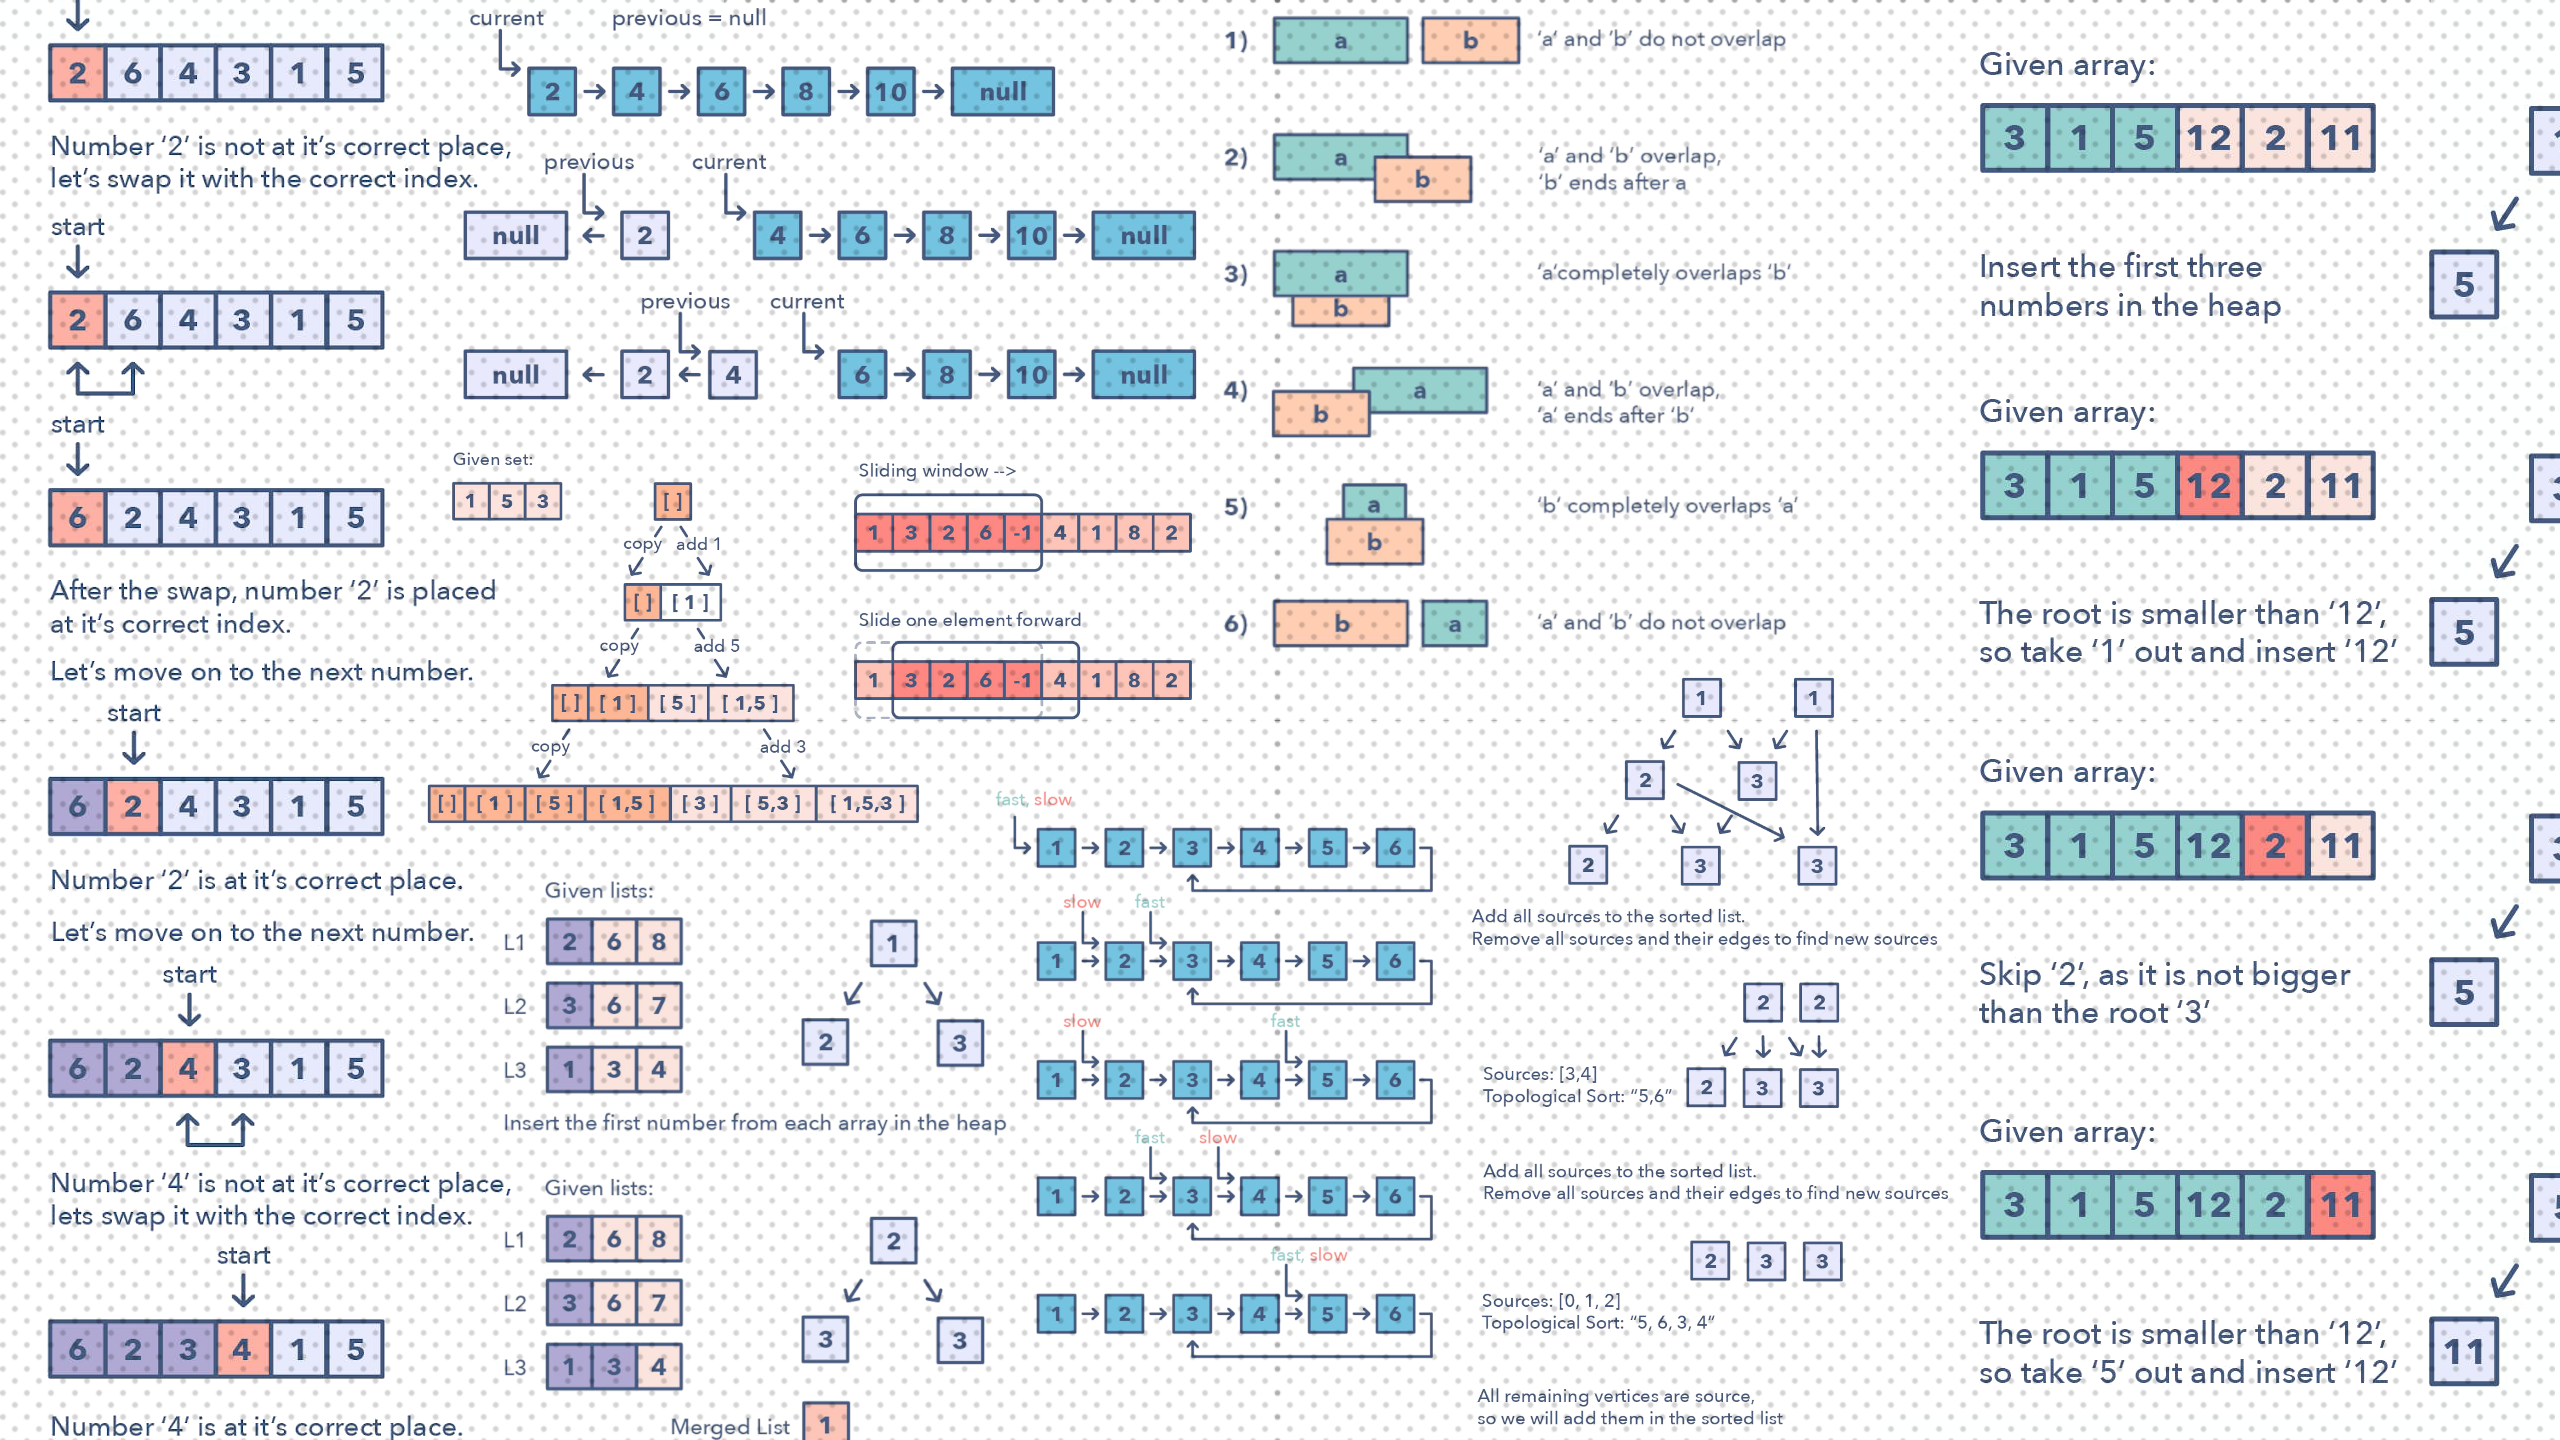 2 6 4 3 1 5
Number ‘2’ is not at it’s correct place,
let’s swap it with the correct index.
start
2 6 4 3 1 5
start
6 2 4 3 1 5
After the swap, number ‘2’ is placed
at it’s correct index.
Let’s move on to the next number.
start
6 2 4 3 1 5
Number ‘2’ is at it’s correct place.
Let’s move on to the next number.
start
6 2 4 3 1 5
Number ‘4’ is not at it’s correct place,
lets swap it with the correct index.
start
6 2 3 4 1 5
Number ‘4’ is at it’s correct place.
current previous = null
2 4 6 8 10 null
previous current
null 2 4 6 8 10 null
previous current
null 2 4 6 8 10 null
Given set:
1 5 3
[ ]
copy add 1
[ ] [ 1 ]
copy add 5
[ ] [ 1 ] [ 5 ] [ 1,5 ]
copy add 3
[ ] [ 1 ] [ 5 ] [ 1,5 ] [ 3 ] [ 5,3 ] [ 1,5,3 ]
Sliding window -->
1 3 2 6 -1 4 1 8 2
Slide one element forward
1 3 2 6 -1 4 1 8 2
Given lists:
L1 2 6 8
L2 3 6 7
L3 1 3 4
1
2 3
Insert the first number from each array in the heap
Given lists:
L1 2 6 8
L2 3 6 7
L3 1 3 4
2
3 3
Merged List 1
fast, slow
1 2 3 4 5 6
slow fast
1 2 3 4 5 6
slow fast
1 2 3 4 5 6
fast slow
1 2 3 4 5 6
fast, slow
1 2 3 4 5 6
1) a b ‘a’ and ‘b’ do not overlap
2) a b ‘a’ and ‘b’ overlap,
‘b’ ends after a
3) a b ‘a’completely overlaps ‘b’
4) a b ‘a’ and ‘b’ overlap,
‘a’ ends after ‘b’
5) a b ‘b’ completely overlaps ‘a’
6) b a ‘a’ and ‘b’ do not overlap
1 1
2 3
2 3 3
Add all sources to the sorted list.
Remove all sources and their edges to find new sources
2 2
Sources: [3,4]
Topological Sort: “5,6”
2 3 3
Add all sources to the sorted list.
Remove all sources and their edges to find new sources
2 3 3
Sources: [0, 1, 2]
Topological Sort: “5, 6, 3, 4”
All remaining vertices are source,
so we will add them in the sorted list
Given array:
3 1 5 12 2 11
Insert the first three
numbers in the heap
5
Given array:
3 1 5 12 2 11
The root is smaller than ‘12’,
so take ‘1’ out and insert ‘12’
5
Given array:
3 1 5 12 2 11
Skip ‘2’, as it is not bigger
than the root ‘3’
5
Given array:
3 1 5 12 2 11
The root is smaller than ‘12’,
so take ‘5’ out and insert ‘12’
11